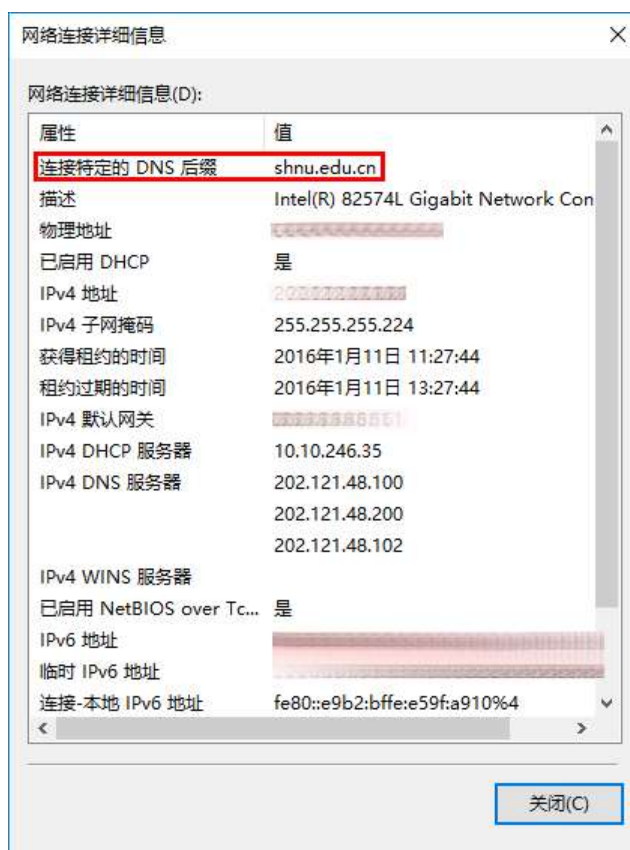 网络连接详细信息
网络连接详细信息(D):
属性 值
连接特定的 DNS 后缀 shnu.edu.cn
描述 Intel(R) 82574L Gigabit Network Con
物理地址
已启用 DHCP 是
IPv4 地址
IPv4 子网掩码 255.255.255.224
获得租约的时间 2016年1月11日 11:27:44
租约过期的时间 2016年1月11日 13:27:44
IPv4 默认网关
IPv4 DHCP 服务器 10.10.246.35
IPv4 DNS 服务器 202.121.48.100
202.121.48.200
202.121.48.102
IPv4 WINS 服务器
已启用 NetBIOS over Tc... 是
IPv6 地址
临时 IPv6 地址
连接-本地 IPv6 地址 fe80::e9b2:bffe:e59f:a910%4
关闭(C)